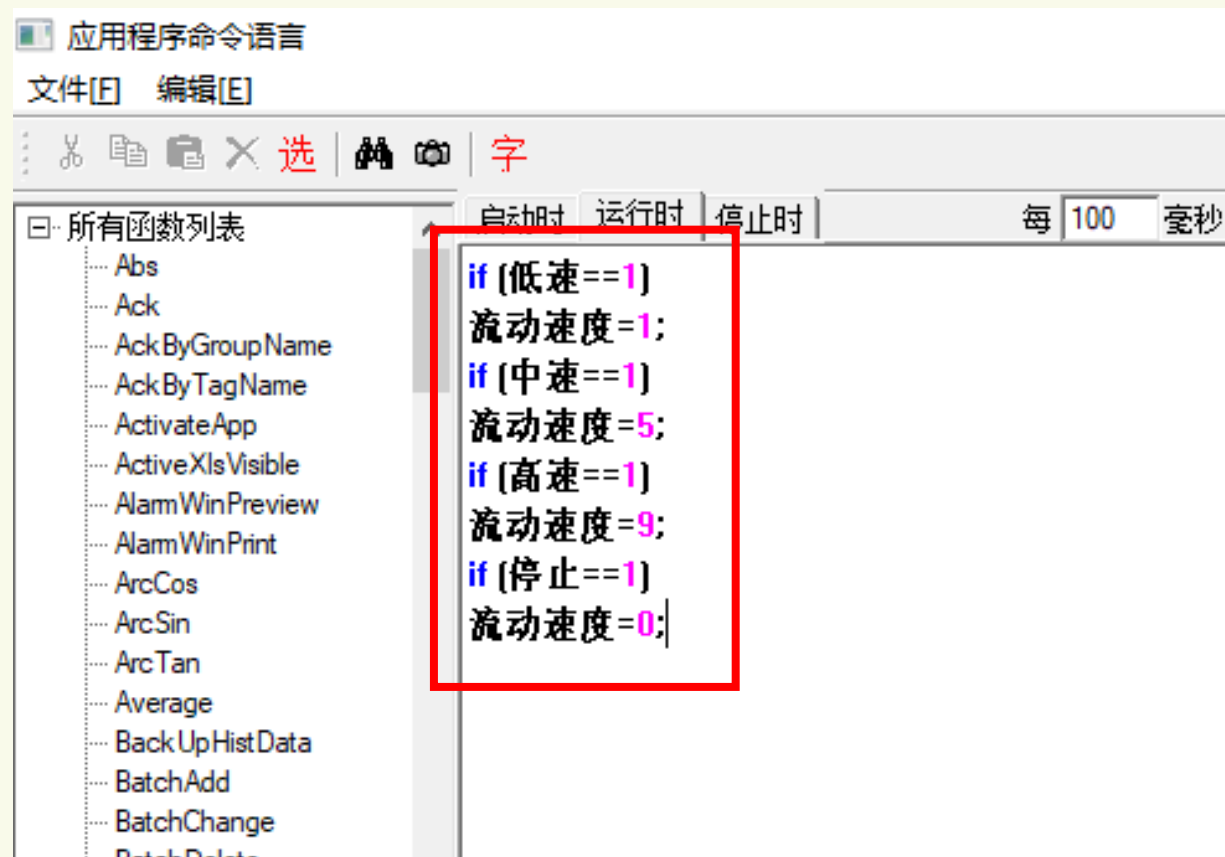 应用程序命令语言
文件[F] 编辑[E]
选 字
启动时 运行时 停止时 每 100 毫秒
所有函数列表
Abs
Ack
AckByGroupName
AckByTagName
ActivateApp
ActiveXIsVisible
AlarmWinPreview
AlarmWinPrint
ArcCos
ArcSin
ArcTan
Average
BackUpHistData
BatchAdd
BatchChange
BatchDelete
if (低速==1)
流动速度=1;
if (中速==1)
流动速度=5;
if (高速==1)
流动速度=9;
if (停止==1)
流动速度=0;